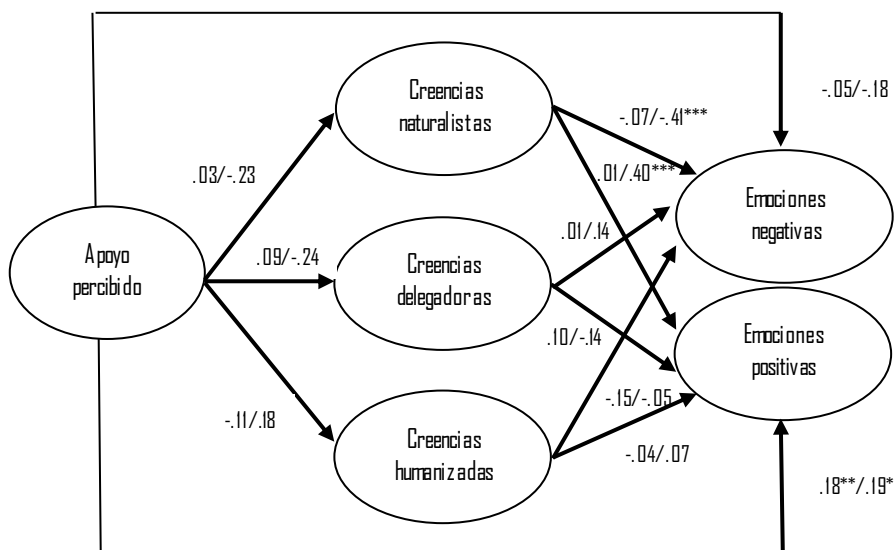 -.05/-.18
Creencias
naturalistas
-.07/-.41***
.01/.40***
.03/-.23
Emociones
negativas
Apoyo
percibido
.09/-.24
Creencias
delegadoras
.01/.14
.10/-.14
Emociones
positivas
-.11/.18
Creencias
humanizadas
-.15/-.05
-.04/.07
.18**/.19*